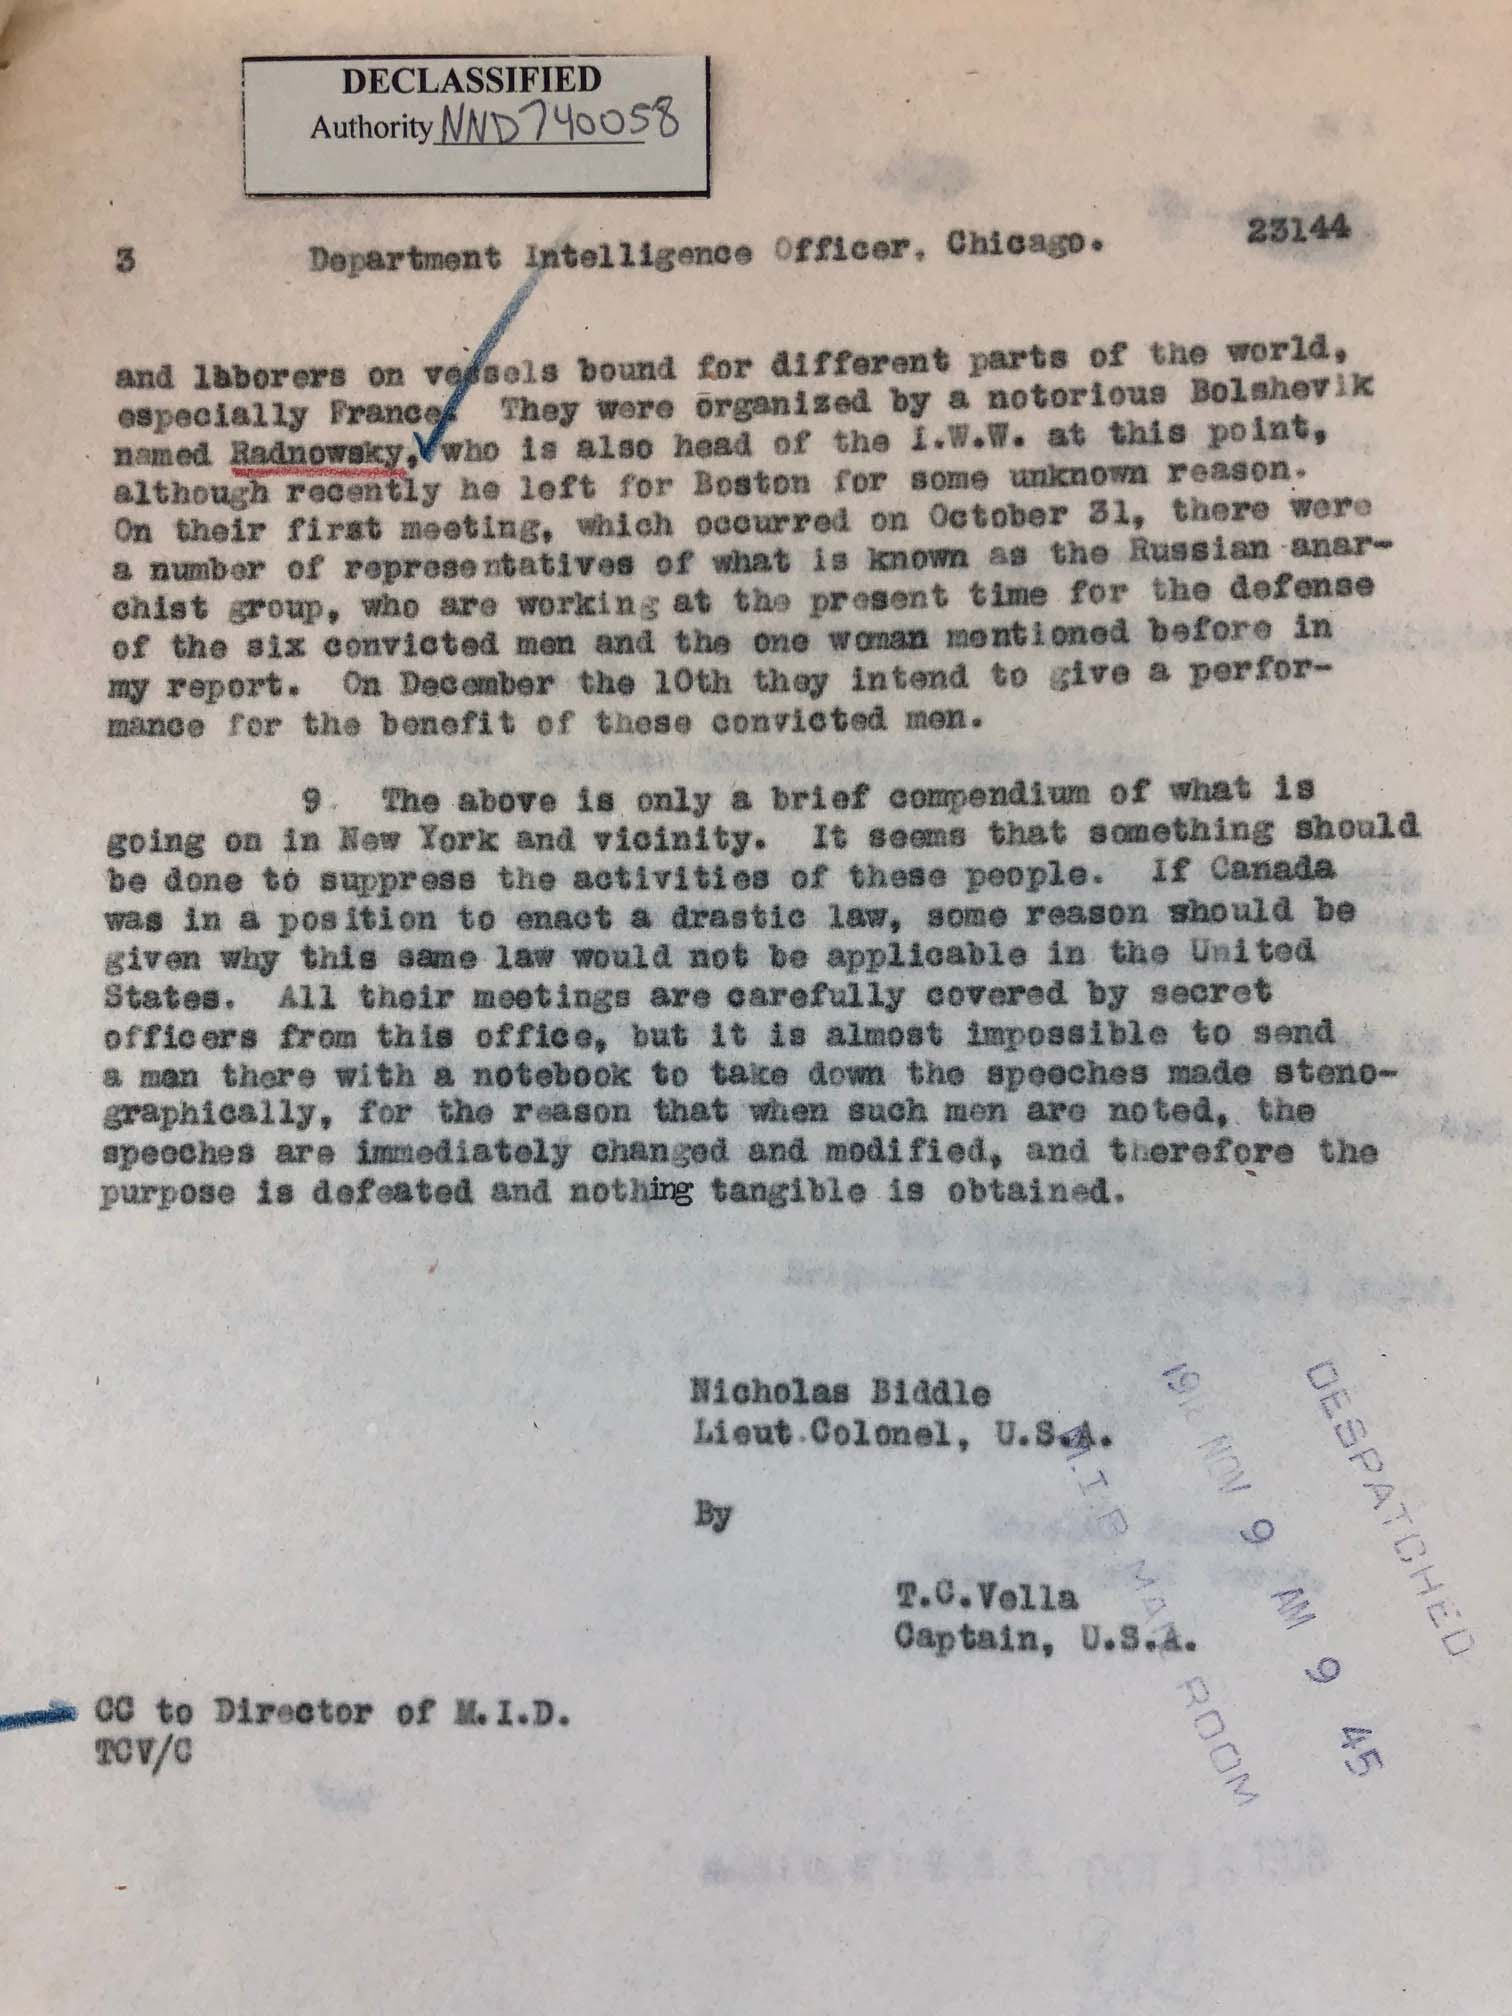 DECLASSIFIED
Authority NND740058
3 Department Intelligence Officer, Chicago. 23144
and lbborers on vessels bound for different parts of the world,
especially France. They were organized by a notorious Bolshevik
named Radnowsky, who is also head of the I.W.W. at this point,
although recently he left for Boston for some unknown reason.
On their first meeting, which occurred on October 31, there were
a number of representatives of what is known as the Russian anar-
chist group, who are working at the present time for the defense
of the six convicted men and the one woman mentioned before in
my report. On December the 10th they intend to give a perfor-
mance for the benefit of these convicted men.
9. The above is only a brief compendium of what is
going on in New York and vicinity. It seems that something should
be done to suppress the activities of these people. If Canada
was in a position to enact a drastic law, some reason should be
given why this same law would not be applicable in the United
States. All their meetings are carefully covered by secret
officers from this office, but it is almost impossible to send
a man there with a notebook to take down the speeches made steno-
graphically, for the reason that when such men are noted, the
speeches are immediately changed and modified, and therefore the
purpose is defeated and nothing tangible is obtained.
Nicholas Biddle
Lieut.Colonel, U.S.A.
By
T.C.Vella
Captain, U.S.A.
CC to Director of M.I.D.
TCV/C
DESPATCHED
NOV 9 AM 9 45
ROOM